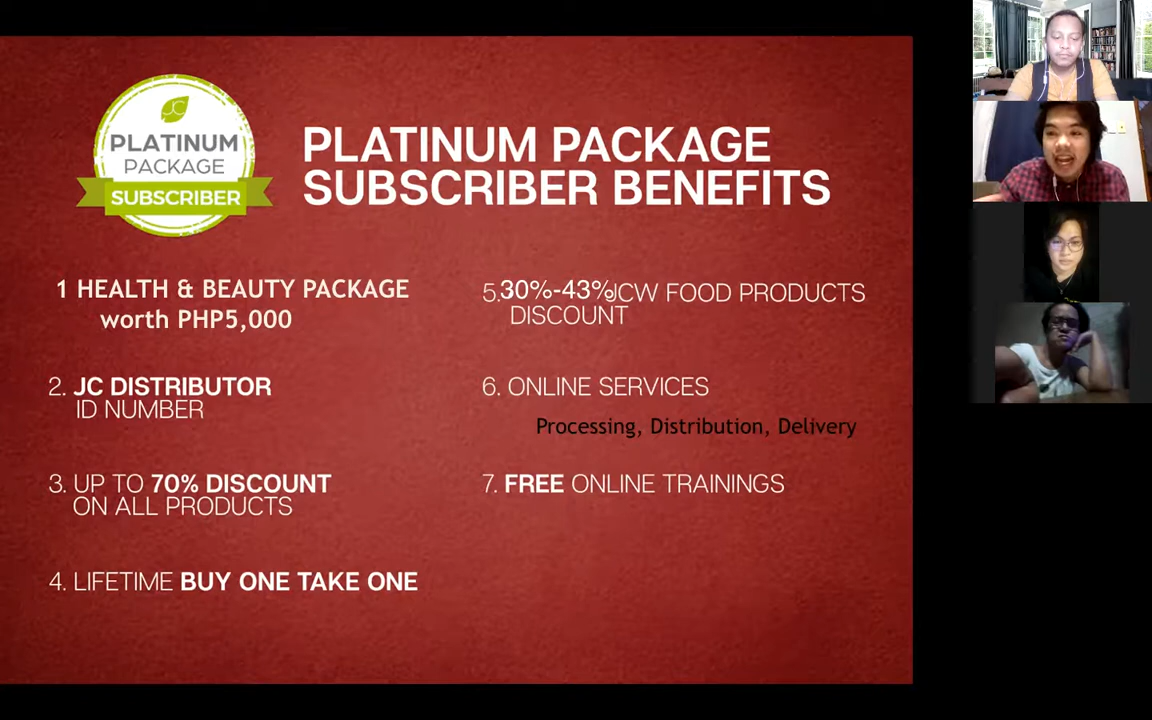 JC
PLATINUM
PACKAGE
SUBSCRIBER
PLATINUM PACKAGE
SUBSCRIBER BENEFITS
1 HEALTH & BEAUTY PACKAGE
worth PHP5,000
2. JC DISTRIBUTOR
ID NUMBER
3. UP TO 70% DISCOUNT
ON ALL PRODUCTS
4. LIFETIME BUY ONE TAKE ONE
5. 30%-43% JCW FOOD PRODUCTS
DISCOUNT
6. ONLINE SERVICES
Processing, Distribution, Delivery
7. FREE ONLINE TRAININGS